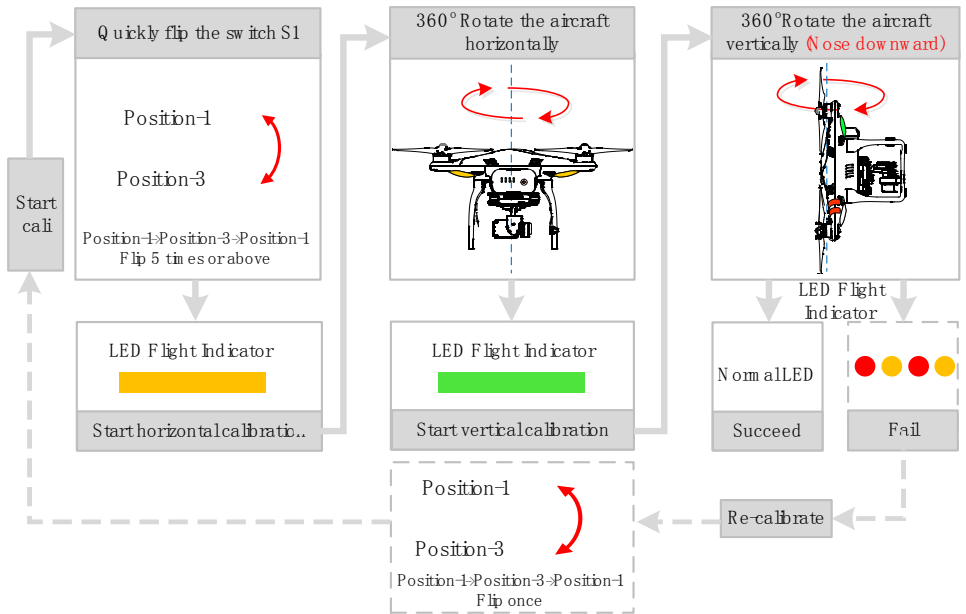 Quickly flip the switch S1
Position-1
Position-3
Position-1→Position-3→Position-1
Flip 5 times or above
Start
cali
LED Flight Indicator
Start horizontal calibratio...
360° Rotate the aircraft
horizontally
LED Flight Indicator
Start vertical calibration
360° Rotate the aircraft
vertically (Nose downward)
LED Flight
Indicator
Normal LED
Succeed
Fail
Re-calibrate
Position-1
Position-3
Position-1→Position-3→Position-1
Flip once